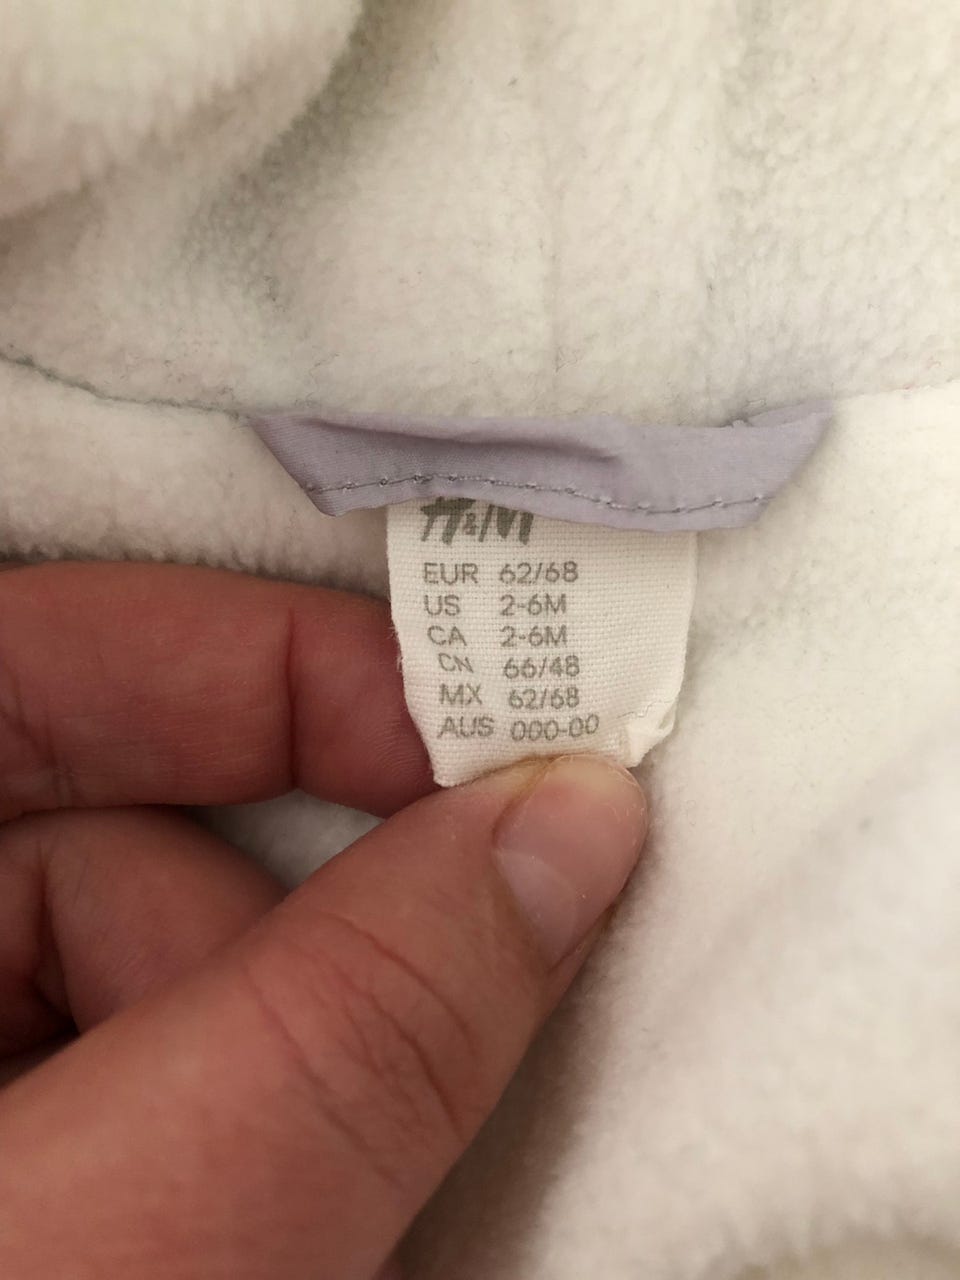 H&M
EUR 62/68
US 2-6M
CA 2-6M
CN 66/48
MX 62/68
AUS 000-00